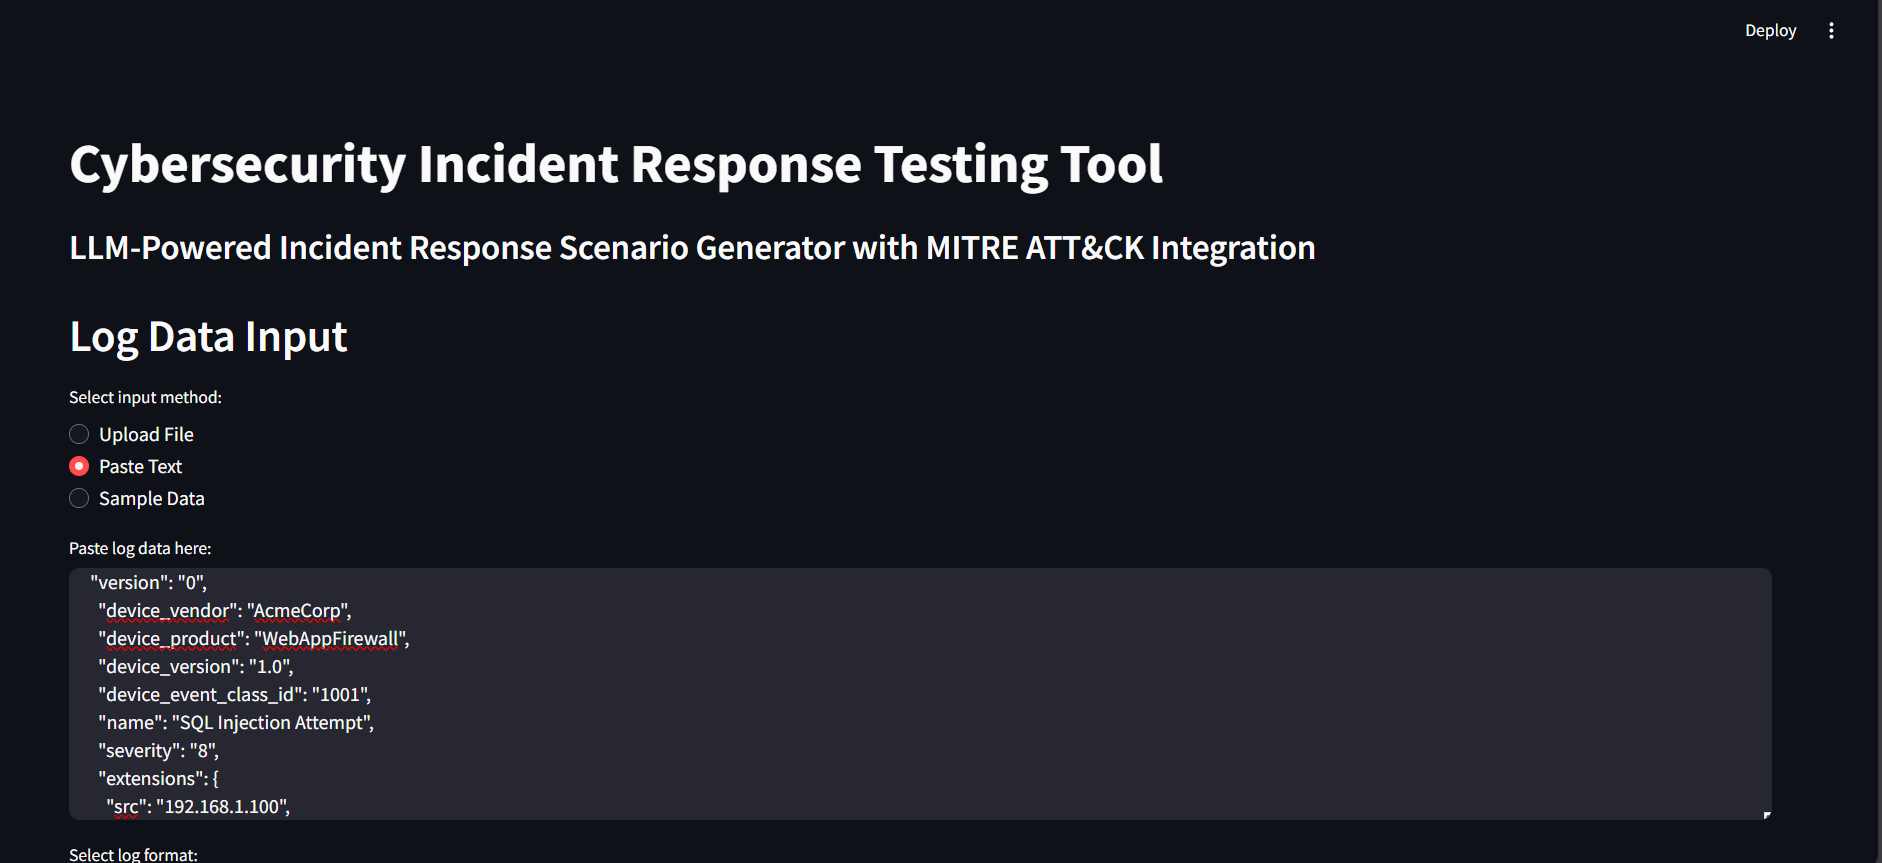 Deploy
Cybersecurity Incident Response Testing Tool
LLM-Powered Incident Response Scenario Generator with MITRE ATT&CK Integration
Log Data Input
Select input method:
Upload File
Paste Text
Sample Data
Paste log data here:
"version": "0",
"device_vendor": "AcmeCorp",
"device_product": "WebAppFirewall",
"device_version": "1.0",
"device_event_class_id": "1001",
"name": "SQL Injection Attempt",
"severity": "8",
"extensions": {
"src": "192.168.1.100",
Select log format: